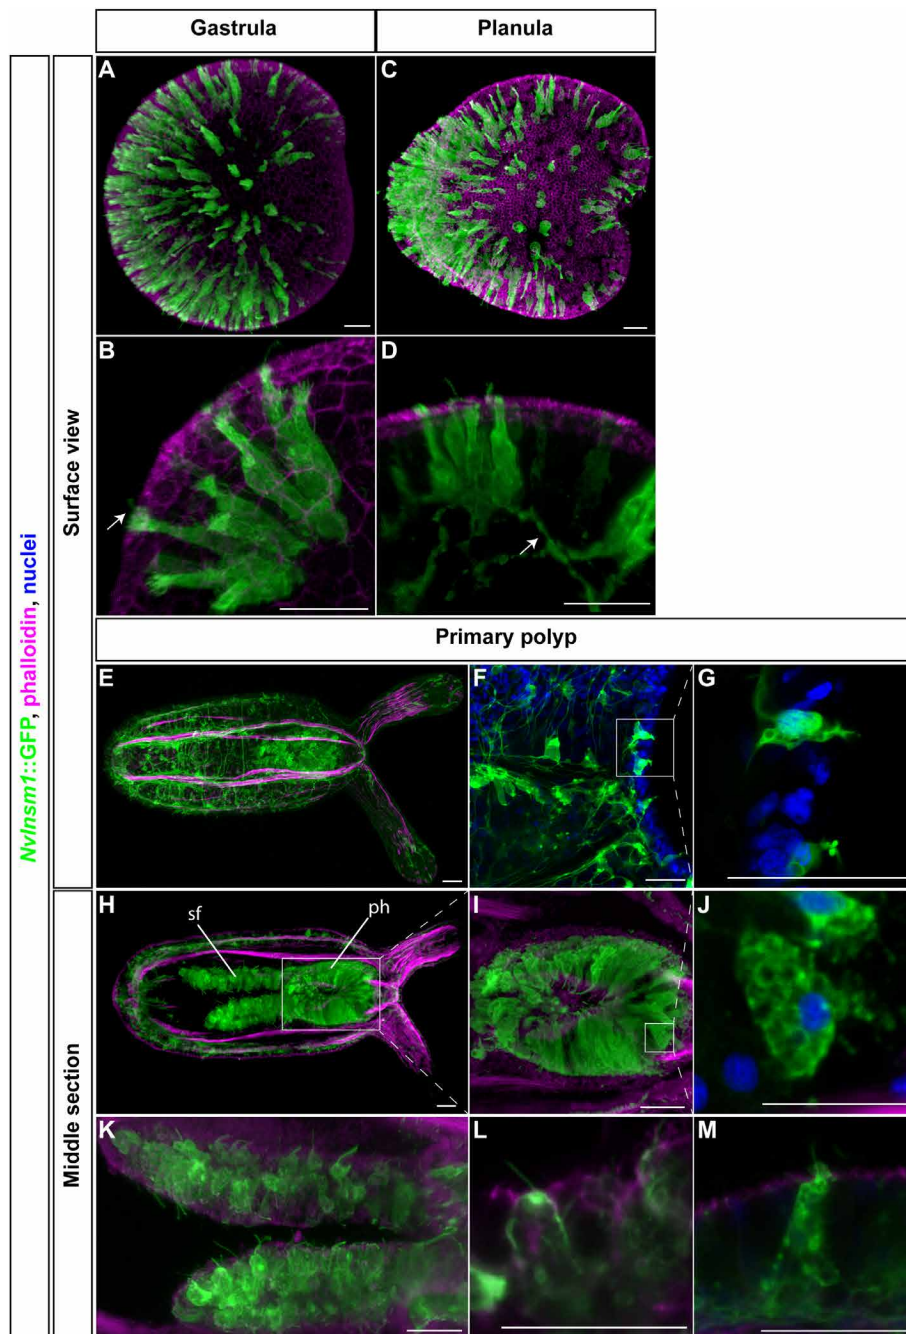 Gastrula
Planula
A
C
B
D
Surface view
NvInsm1::GFP, phalloidin, nuclei
Primary polyp
E
F
G
H
sf
ph
I
J
Middle section
K
L
M